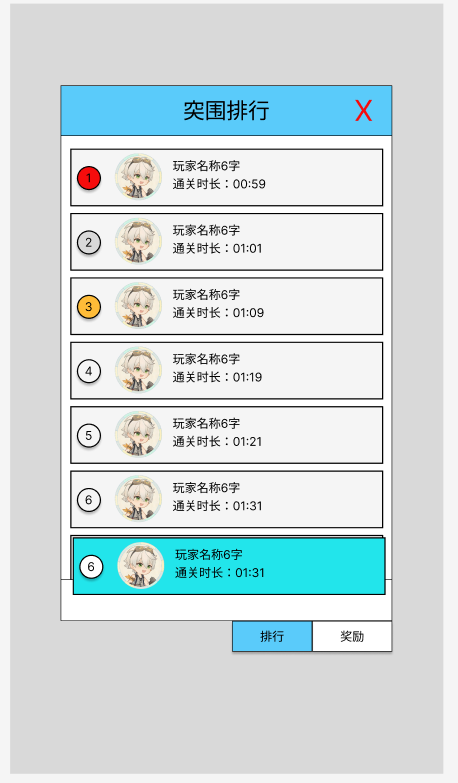 突围排行
X
1
玩家名称6字
通关时长：00:59
2
玩家名称6字
通关时长：01:01
3
玩家名称6字
通关时长：01:09
4
玩家名称6字
通关时长：01:19
5
玩家名称6字
通关时长：01:21
6
玩家名称6字
通关时长：01:31
6
玩家名称6字
通关时长：01:31
排行
奖励